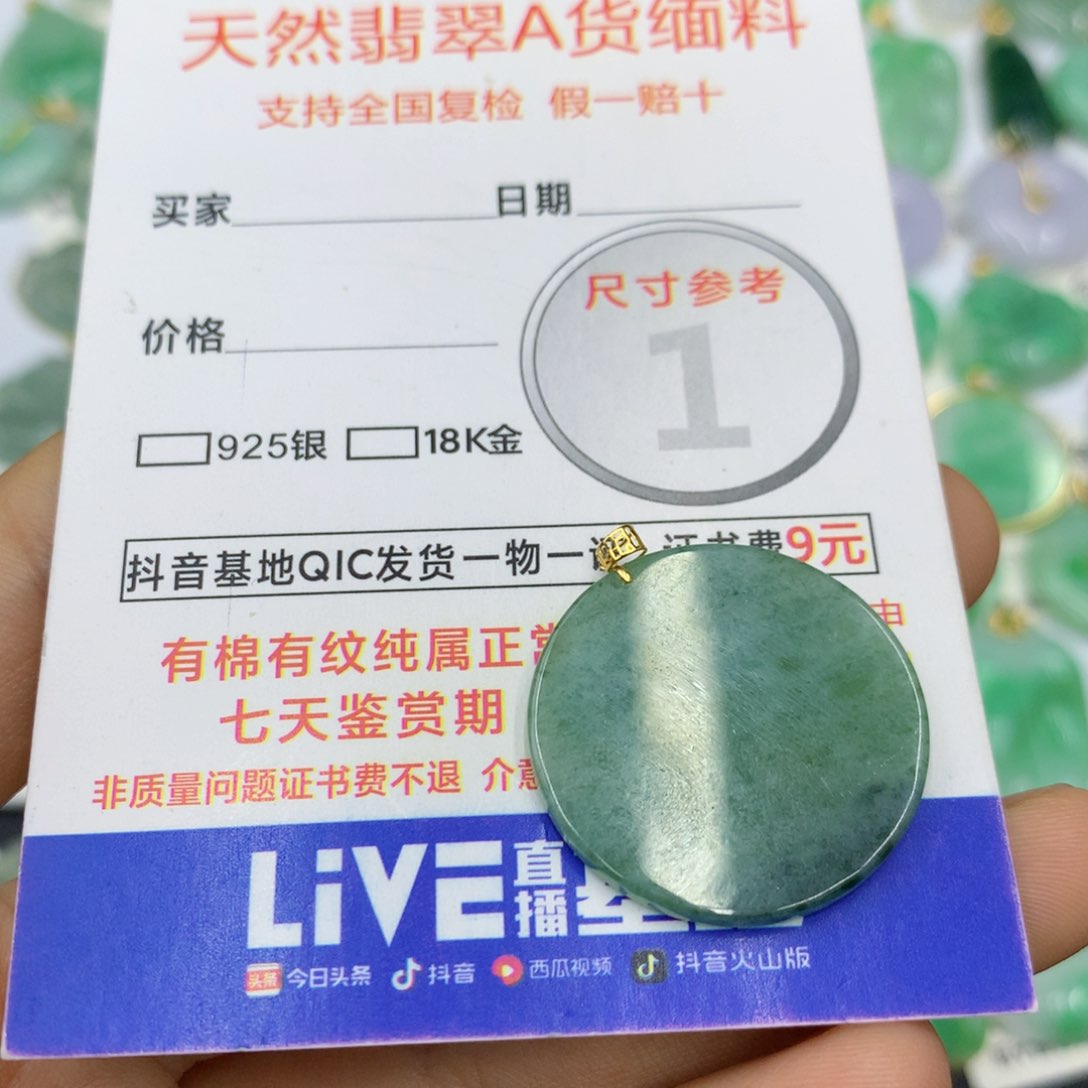 天然翡翠A货缅料
支持全国复检 假一赔十
买家 日期
尺寸参考
1
价格
925银 18K金
抖音基地QIC发货一物一证 证书费9元
有棉有纹纯属正常
七天鉴赏期
非质量问题证书费不退 介意
LiVE 直播
头条 今日头条 抖音 西瓜视频 抖音火山版